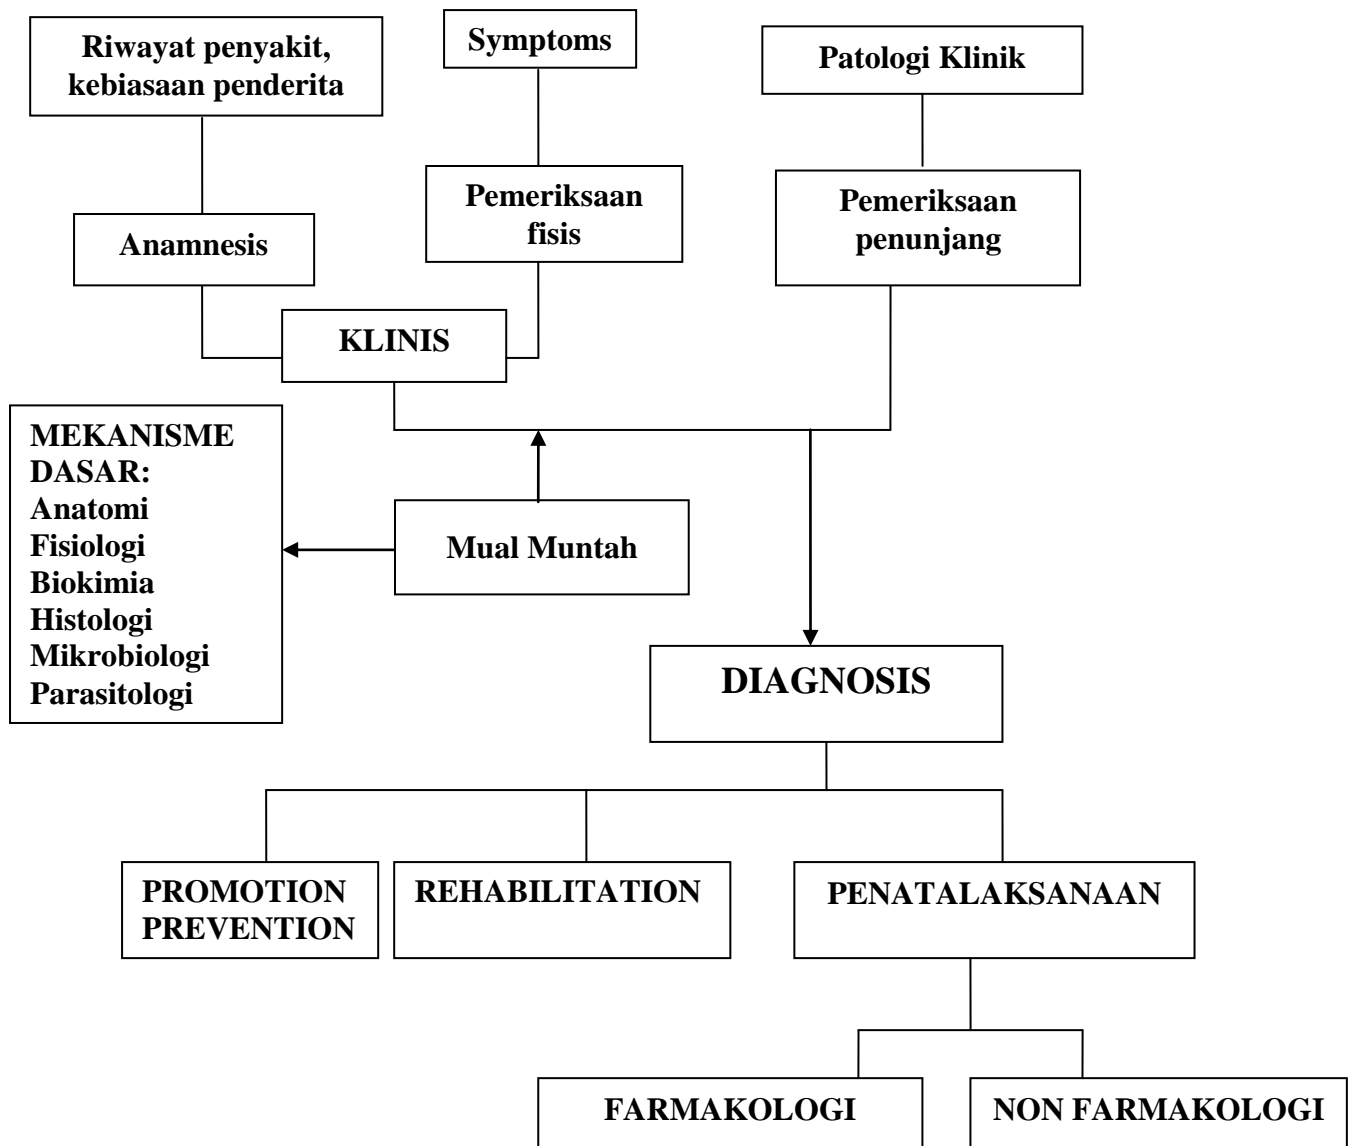 Riwayat penyakit,
kebiasaan penderita
Symptoms
Patologi Klinik
Anamnesis
Pemeriksaan
fisis
Pemeriksaan
penunjang
KLINIS
MEKANISME
DASAR:
Anatomi
Fisiologi
Biokimia
Histologi
Mikrobiologi
Parasitologi
Mual Muntah
DIAGNOSIS
PROMOTION
PREVENTION
REHABILITATION
PENATALAKSANAAN
FARMAKOLOGI
NON FARMAKOLOGI